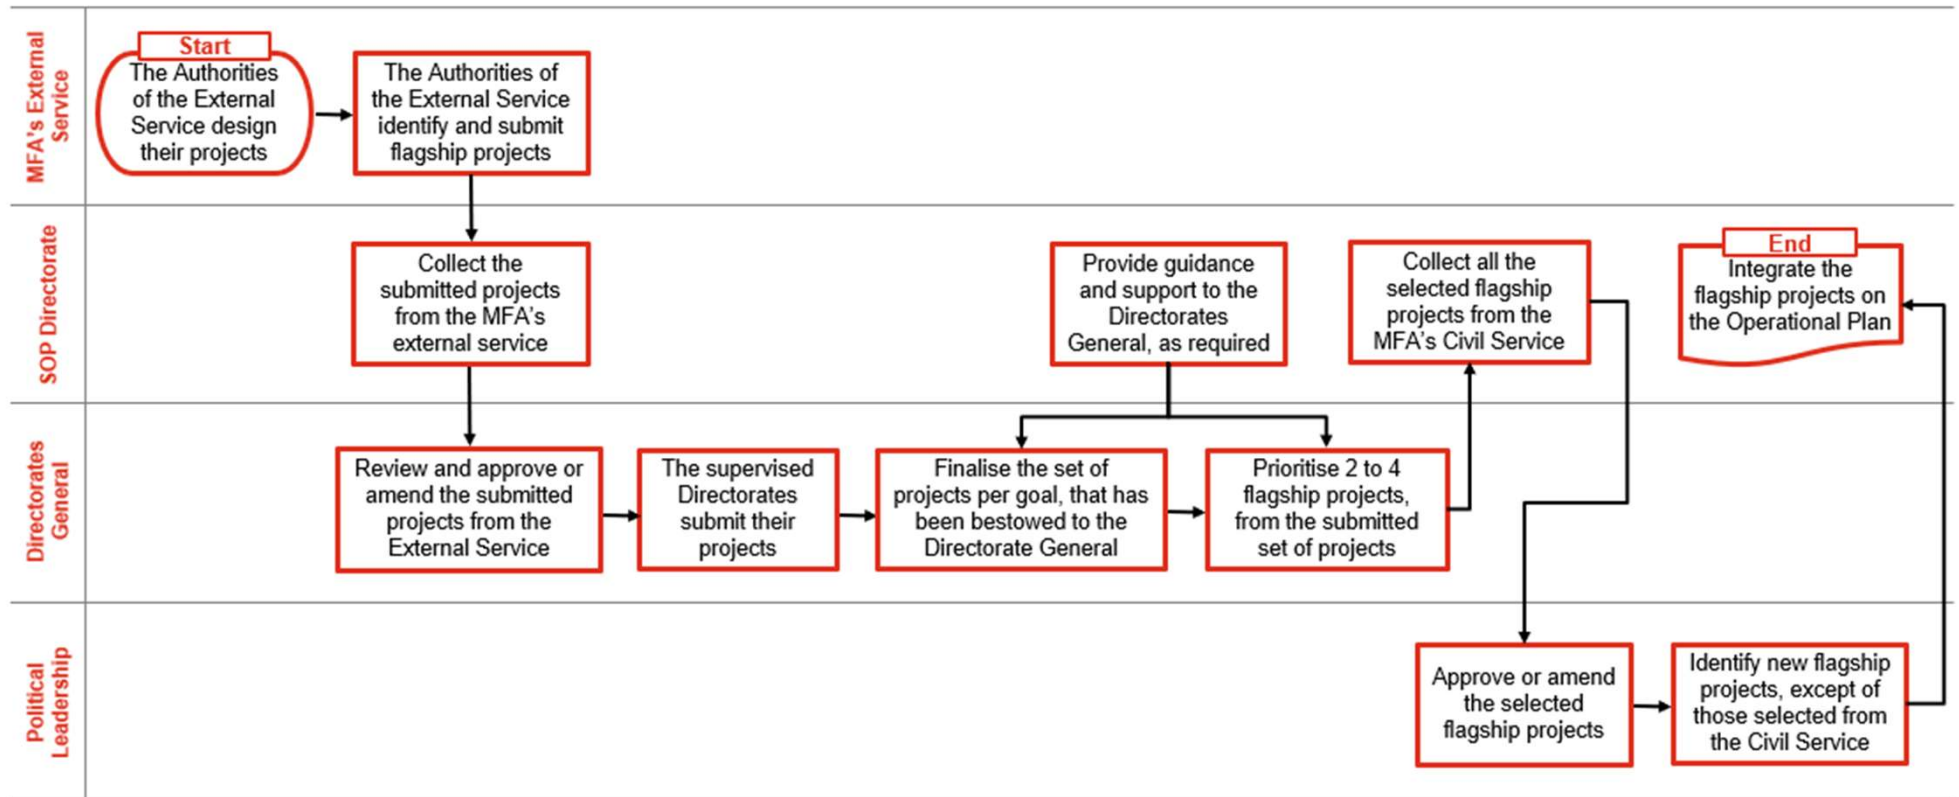 MFA's External
Service
Start
The Authorities
of the External
Service design
their projects
The Authorities of
the External Service
identify and submit
flagship projects
SOP Directorate
Collect the
submitted projects
from the MFA's
external service
Provide guidance
and support to the
Directorates
General, as required
Collect all the
selected flagship
projects from the
MFA's Civil Service
End
Integrate the
flagship projects on
the Operational Plan
Directorates
General
Review and approve or
amend the submitted
projects from the
External Service
The supervised
Directorates
submit their
projects
Finalise the set of
projects per goal, that has
been bestowed to the
Directorate General
Prioritise 2 to 4
flagship projects,
from the submitted
set of projects
Political
Leadership
Approve or amend
the selected
flagship projects
Identify new flagship
projects, except of
those selected from
the Civil Service